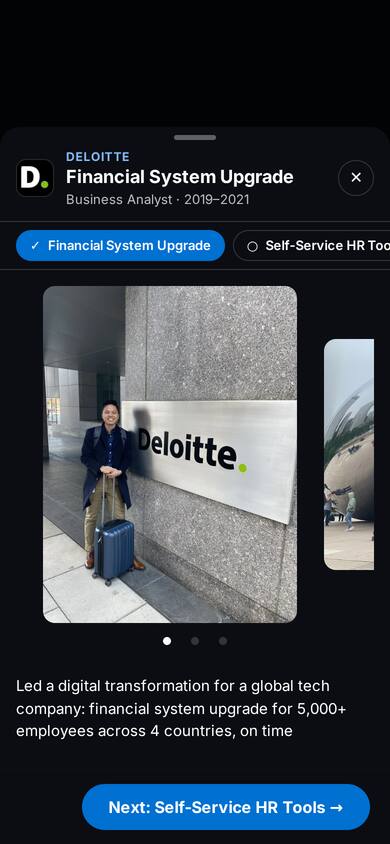 DELOITTE
D.
Financial System Upgrade
✕
Business Analyst · 2019–2021
✓ Financial System Upgrade
○ Self-Service HR Too
Deloitte.
Led a digital transformation for a global tech
company: financial system upgrade for 5,000+
employees across 4 countries, on time
Next: Self-Service HR Tools →